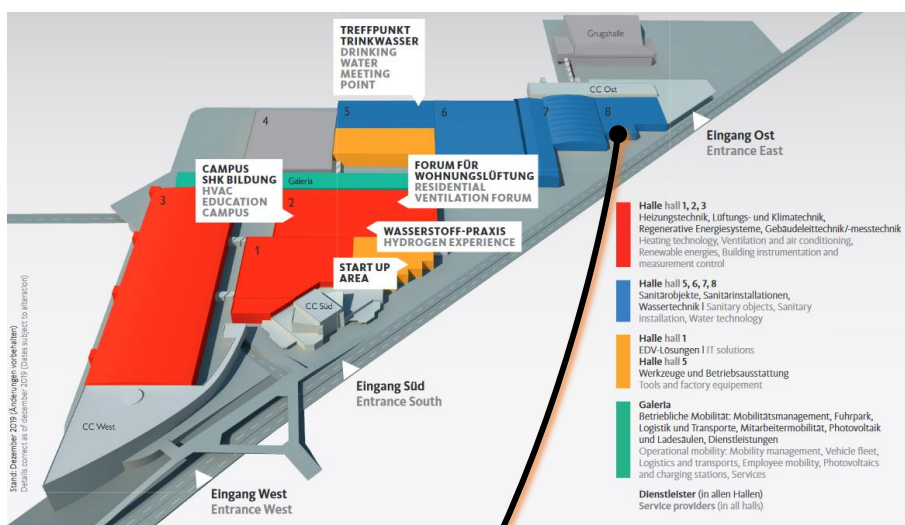 TREFFPUNKT
TRINKWASSER
DRINKING
WATER
MEETING
POINT
Grugahalle
CC Ost
4
5
6
7
8
Eingang Ost
Entrance East
CAMPUS
SHK BILDUNG
HVAC
EDUCATION
CAMPUS
Galeria
FORUM FÜR
WOHNUNGSLÜFTUNG
RESIDENTIAL
VENTILATION FORUM
3
2
1
WASSERSTOFF-PRAXIS
HYDROGEN EXPERIENCE
START UP
AREA
CC Süd
CC West
Eingang Süd
Entrance South
Eingang West
Entrance West
Stand: Dezember 2019 (Änderungen vorbehalten)
Details correct as of december 2019 (Dates subject to alteration)
Halle hall 1, 2, 3
Heizungstechnik, Lüftungs- und Klimatechnik,
Regenerative Energiesysteme, Gebäudeleittechnik/-messtechnik
Heating technology, Ventilation and air conditioning,
Renewable energies, Building instrumentation and
measurement control
Halle hall 5, 6, 7, 8
Sanitärobjekte, Sanitärinstallationen,
Wassertechnik I Sanitary objects, Sanitary
Installation, Water technology
Halle hall 1
EDV-Lösungen I IT solutions
Halle hall 5
Werkzeuge und Betriebsausstattung
Tools and factory equipement
Galeria
Betriebliche Mobilität: Mobilitätsmanagement, Fuhrpark,
Logistik und Transporte, Mitarbeitermobilität, Photovoltaik
und Ladesäulen, Dienstleistungen
Operational mobility: Mobility management, Vehicle fleet,
Logistics and transports, Employee mobility, Photovoltaics
and charging stations, Services
Dienstleister (in allen Hallen)
Service providers (in all halls)